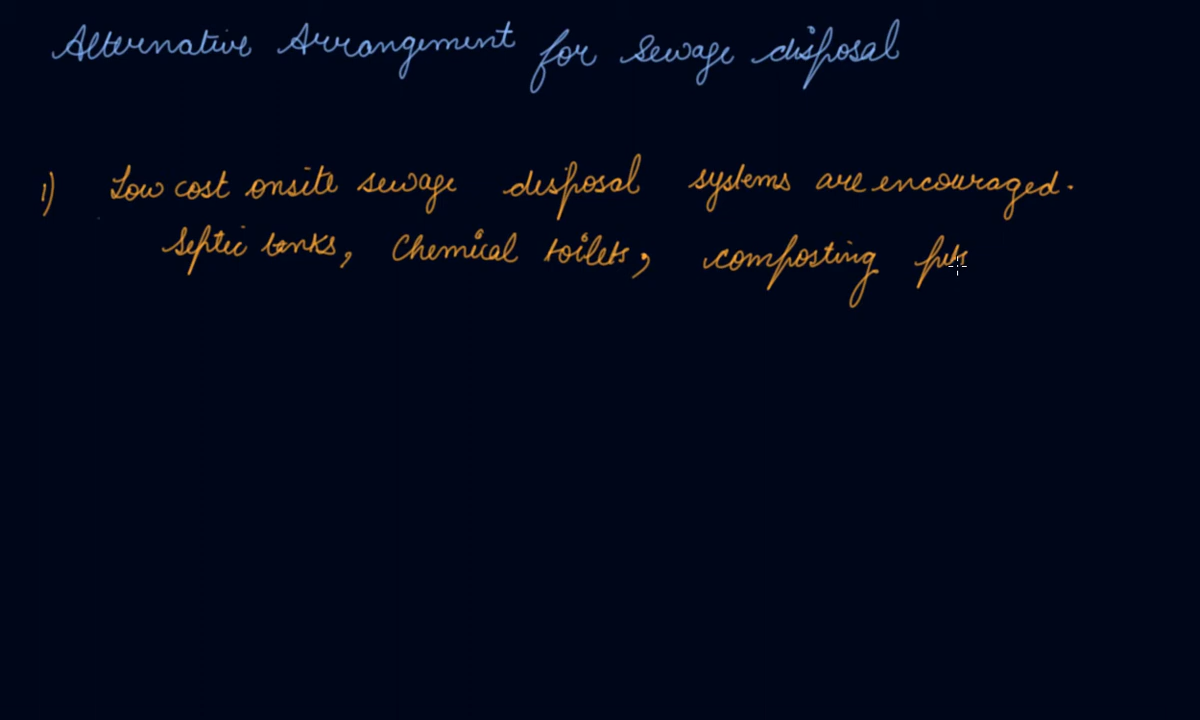 Alternative Arrangement for Sewage disposal
1) Low cost onsite sewage disposal systems are encouraged.
Septic tanks, Chemical toilets, composting pits